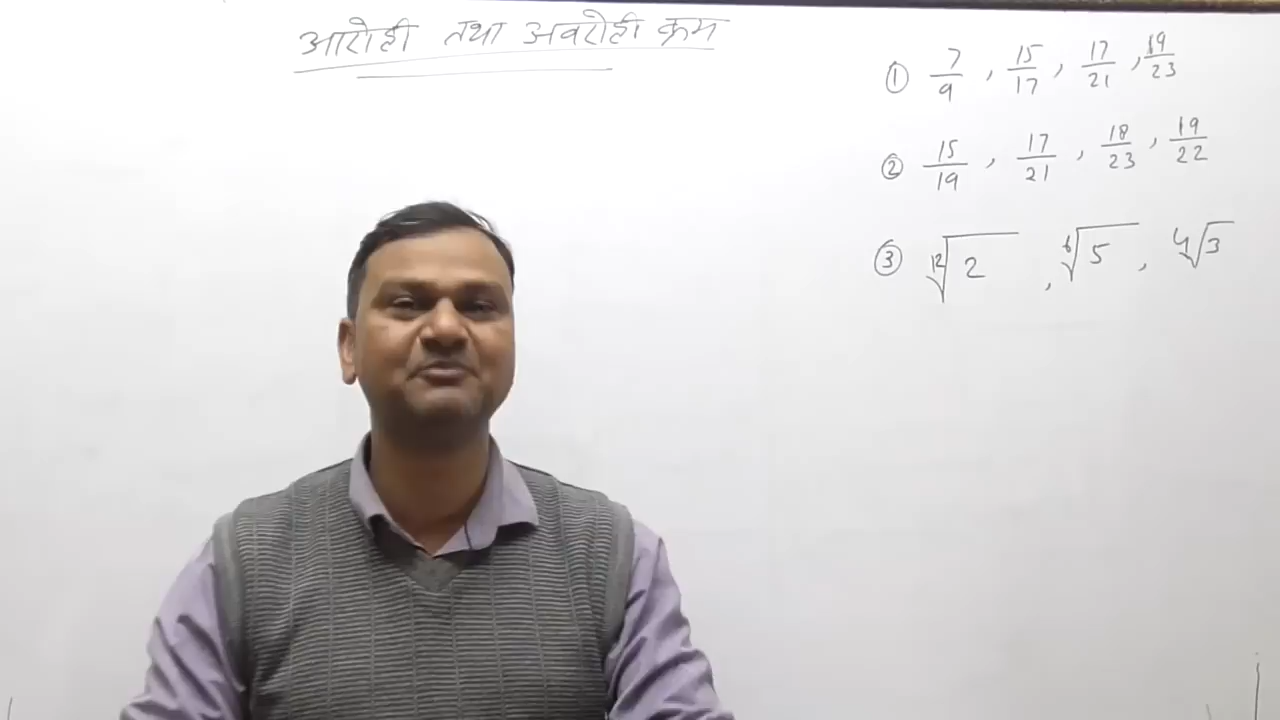 आरोही तथा अवरोही क्रम
① 7/9 , 15/17 , 17/21 , 19/23
② 15/19 , 17/21 , 18/23 , 19/22
③ ¹²√2 , ⁶√5 , ⁴√3